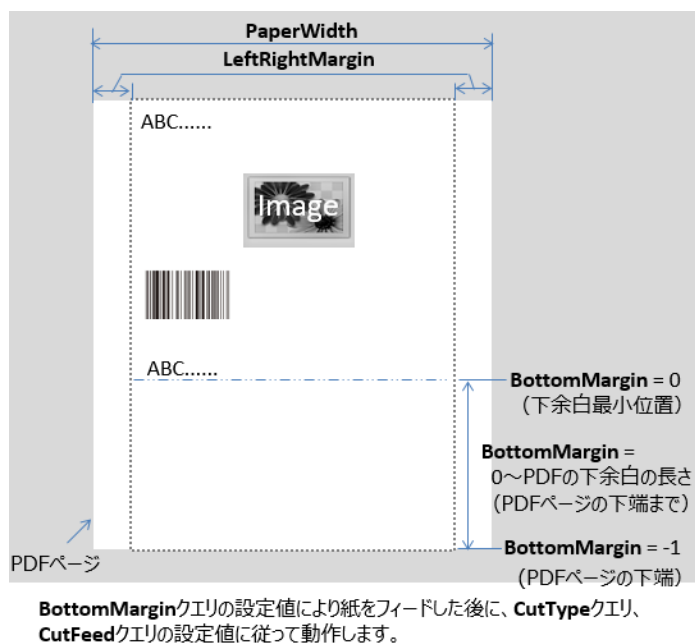 PaperWidth
LeftRightMargin
ABC......
Image
ABC......
BottomMargin = 0
(下余白最小位置)
BottomMargin =
0～PDFの下余白の長さ
(PDFページの下端まで)
BottomMargin = -1
(PDFページの下端)
PDFページ
BottomMarginクエリの設定値により紙をフィードした後に、CutTypeクエリ、
CutFeedクエリの設定値に従って動作します。